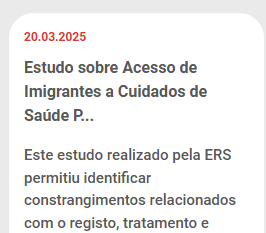 20.03.2025
Estudo sobre Acesso de
Imigrantes a Cuidados de
Saúde P...
Este estudo realizado pela ERS
permitiu identificar
constrangimentos relacionados
com o registo, tratamento e